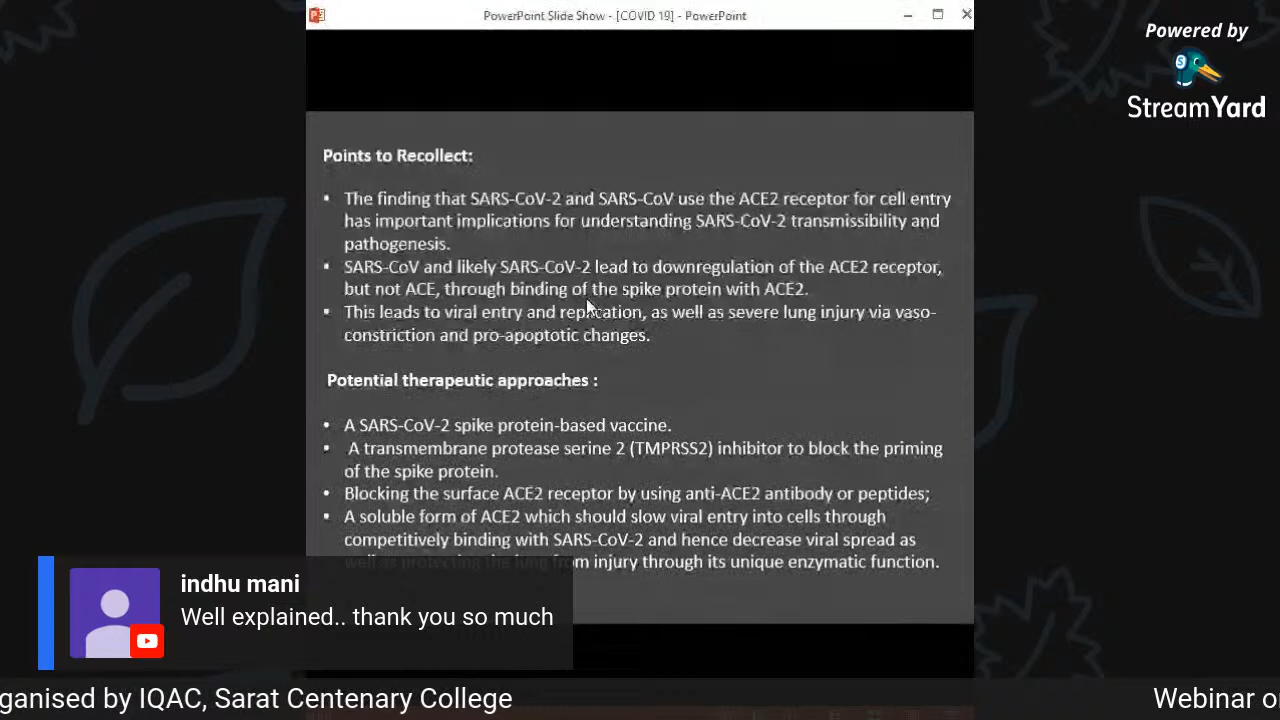 PowerPoint Slide Show - [COVID 19] - PowerPoint
Powered by
StreamYard
Points to Recollect:
• The finding that SARS-CoV-2 and SARS-CoV use the ACE2 receptor for cell entry
has important implications for understanding SARS-CoV-2 transmissibility and
pathogenesis.
• SARS-CoV and likely SARS-CoV-2 lead to downregulation of the ACE2 receptor,
but not ACE, through binding of the spike protein with ACE2.
• This leads to viral entry and replication, as well as severe lung injury via vaso-
constriction and pro-apoptotic changes.
Potential therapeutic approaches :
• A SARS-CoV-2 spike protein-based vaccine.
• A transmembrane protease serine 2 (TMPRSS2) inhibitor to block the priming
of the spike protein.
• Blocking the surface ACE2 receptor by using anti-ACE2 antibody or peptides;
• A soluble form of ACE2 which should slow viral entry into cells through
competitively binding with SARS-CoV-2 and hence decrease viral spread as
well as protecting the lung from injury through its unique enzymatic function.
indhu mani
Well explained.. thank you so much
ganised by IQAC, Sarat Centenary College
Webinar o